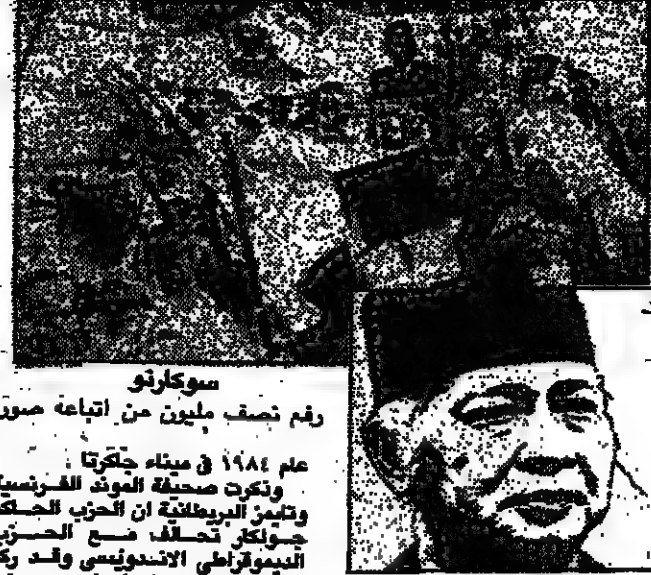 سوكارنو
رغم نصف مليون من اتباعه صور
عام ١٩٨٤ في ميناء جاكرتا
وذكرت صحيفة الموند الفرنسية
وتايمز البريطانية ان الحزب الحاكم
جولكار تحالف مع الحزب
الديموقراطي الاندونيسي وقد